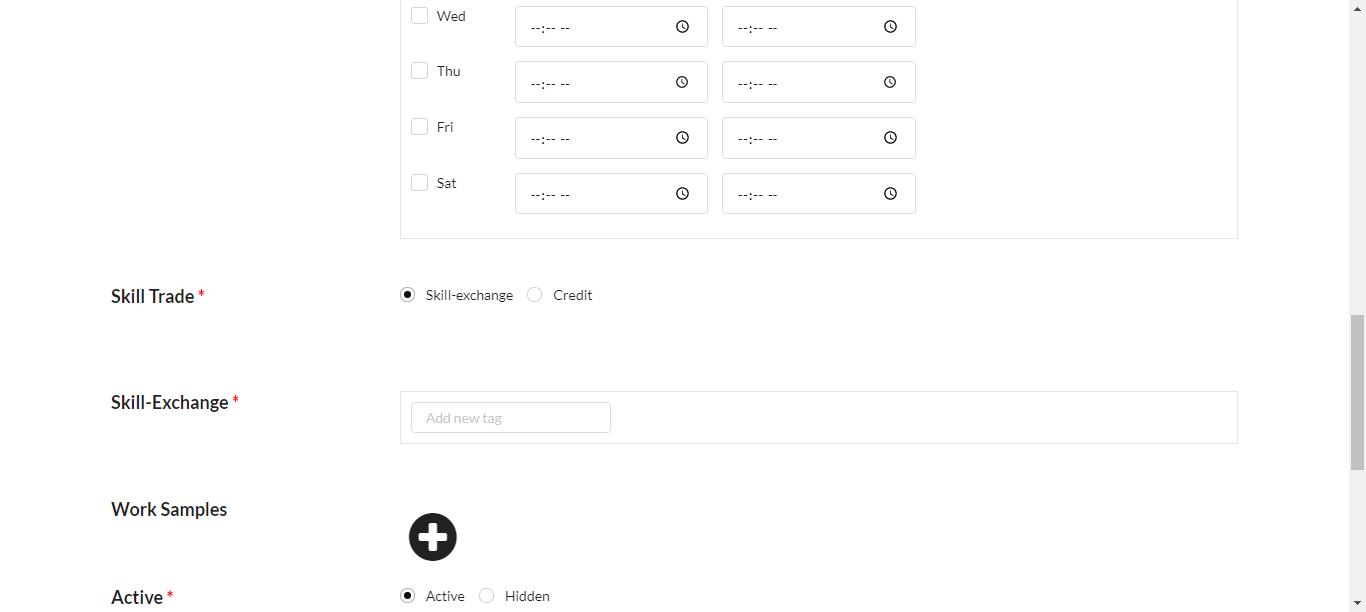 Wed --:-- -- --:-- --
Thu --:-- -- --:-- --
Fri --:-- -- --:-- --
Sat --:-- -- --:-- --
Skill Trade * Skill-exchange Credit
Skill-Exchange * Add new tag
Work Samples
Active * Active Hidden